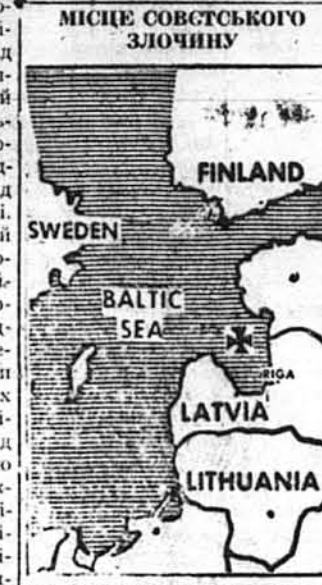 МІСЦЕ СОВЄТСЬКОГО
ЗЛОЧИНУ
FINLAND
SWEDEN
BALTIC
SEA
RIGA
LATVIA
LITHUANIA